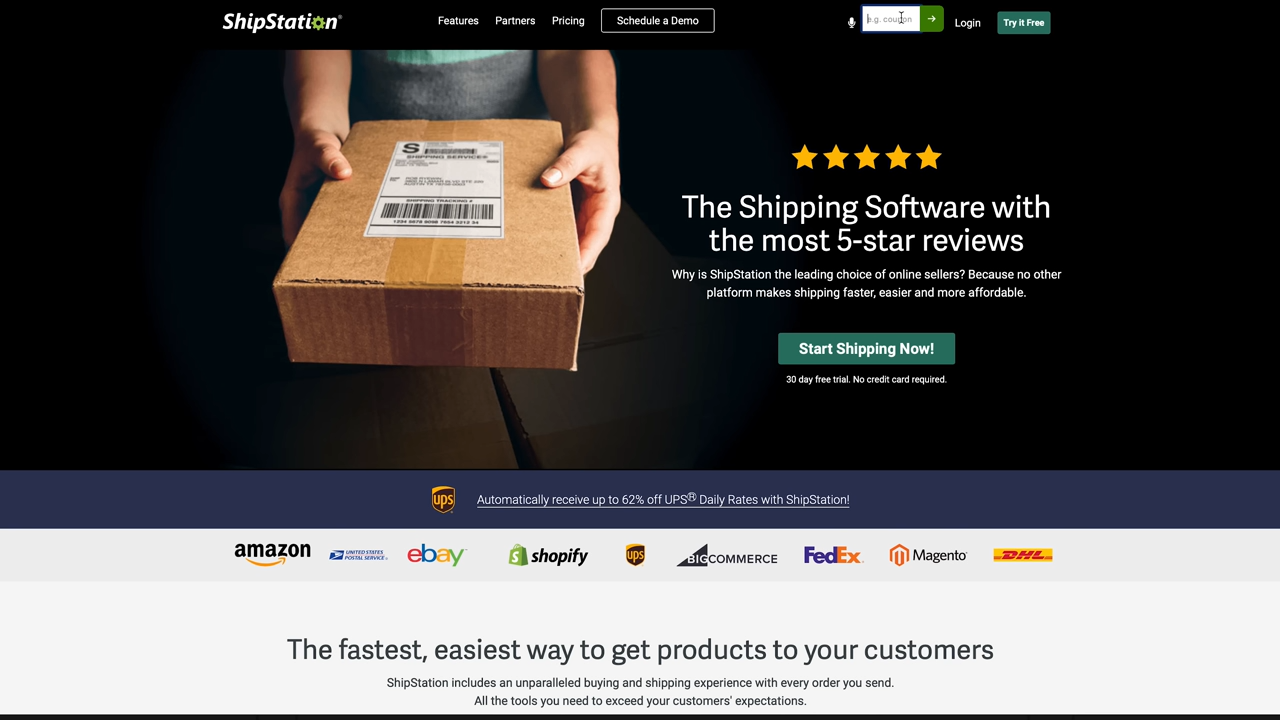 ShipStation®
Features
Partners
Pricing
Schedule a Demo
e.g. coupon
Login
Try it Free
S
SHIPPING SERVICE®
SHIPPING TRACKING #
The Shipping Software with
the most 5-star reviews
Why is ShipStation the leading choice of online sellers? Because no other
platform makes shipping faster, easier and more affordable.
Start Shipping Now!
30 day free trial. No credit card required.
ups
Automatically receive up to 62% off UPS® Daily Rates with ShipStation!
amazon
UNITED STATES
POSTAL SERVICE
ebay
shopify
ups
BIGCOMMERCE
FedEx
Magento
DHL
The fastest, easiest way to get products to your customers
ShipStation includes an unparalleled buying and shipping experience with every order you send.
All the tools you need to exceed your customers' expectations.